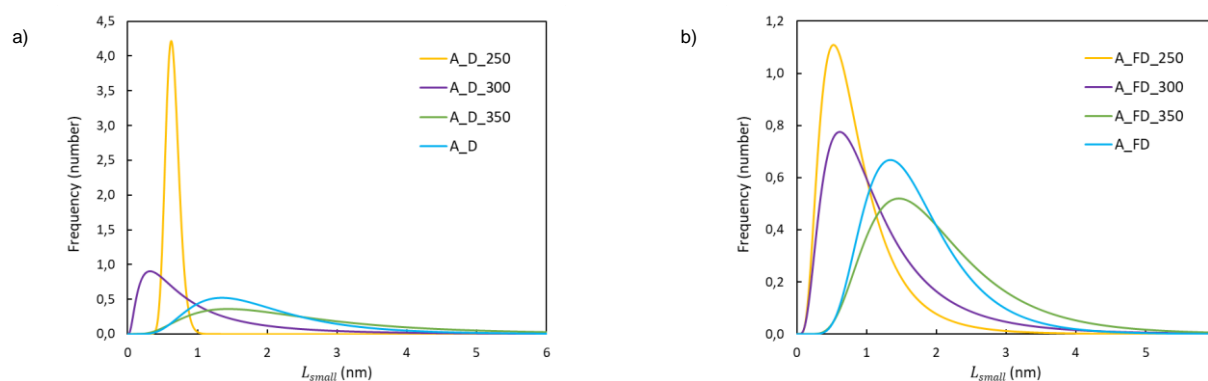 a)
4,5
4,0
3,5
3,0
2,5
2,0
1,5
1,0
0,5
0,0
Frequency (number)
A_D_250
A_D_300
A_D_350
A_D
0 1 2 3 4 5 6
L_small (nm)
b)
1,2
1,0
0,8
0,6
0,4
0,2
0,0
Frequency (number)
A_FD_250
A_FD_300
A_FD_350
A_FD
0 1 2 3 4 5
L_small (nm)